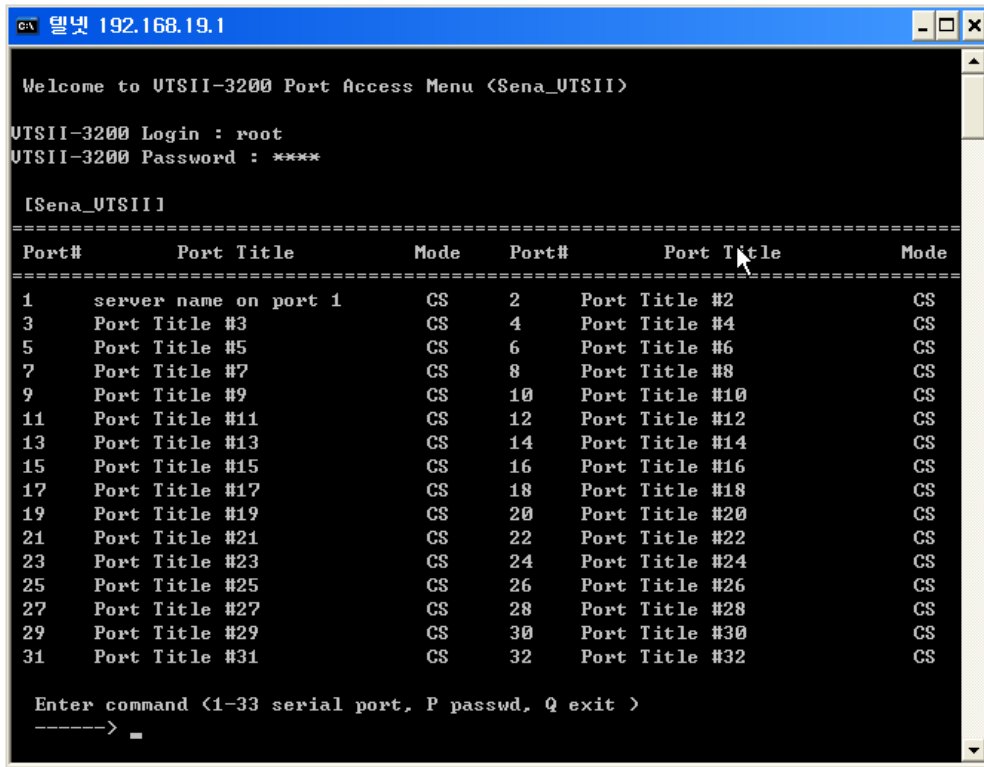 텔넷 192.168.19.1
Welcome to VTSII-3200 Port Access Menu (Sena_VTSII)
VTSII-3200 Login : root
VTSII-3200 Password : ****
[Sena_VTSII]
================================================================================
Port# Port Title Mode Port# Port Title Mode
================================================================================
1 server name on port 1 CS 2 Port Title #2 CS
3 Port Title #3 CS 4 Port Title #4 CS
5 Port Title #5 CS 6 Port Title #6 CS
7 Port Title #7 CS 8 Port Title #8 CS
9 Port Title #9 CS 10 Port Title #10 CS
11 Port Title #11 CS 12 Port Title #12 CS
13 Port Title #13 CS 14 Port Title #14 CS
15 Port Title #15 CS 16 Port Title #16 CS
17 Port Title #17 CS 18 Port Title #18 CS
19 Port Title #19 CS 20 Port Title #20 CS
21 Port Title #21 CS 22 Port Title #22 CS
23 Port Title #23 CS 24 Port Title #24 CS
25 Port Title #25 CS 26 Port Title #26 CS
27 Port Title #27 CS 28 Port Title #28 CS
29 Port Title #29 CS 30 Port Title #30 CS
31 Port Title #31 CS 32 Port Title #32 CS
Enter command (1-33 serial port, P passwd, Q exit )
------> _